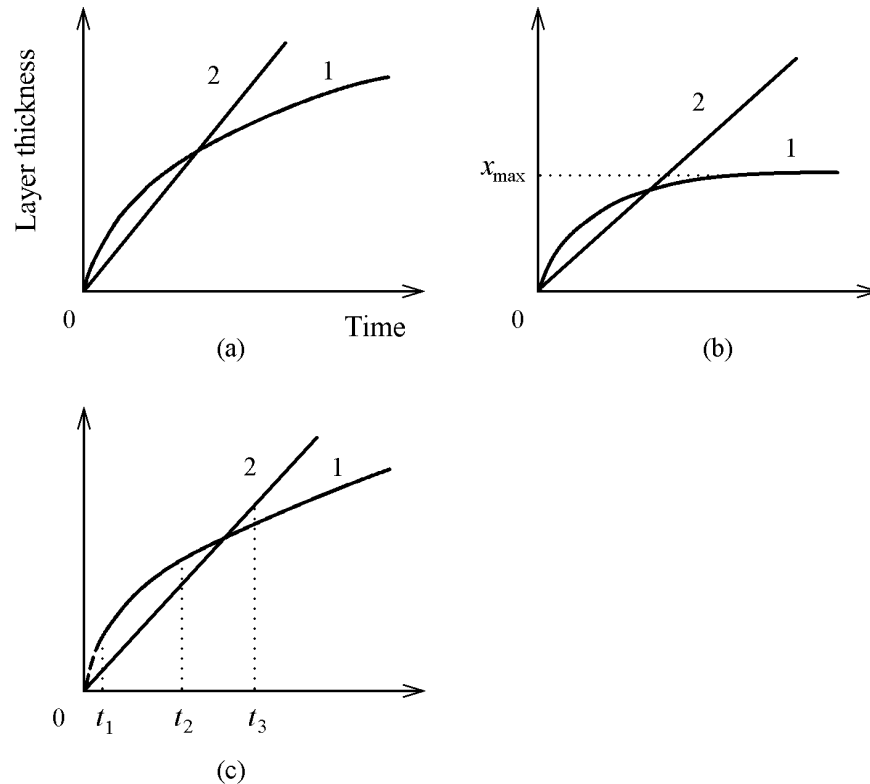 Layer thickness
2
1
0
Time
(a)
2
1
x_max
0
(b)
2
1
0 t_1 t_2 t_3
(c)